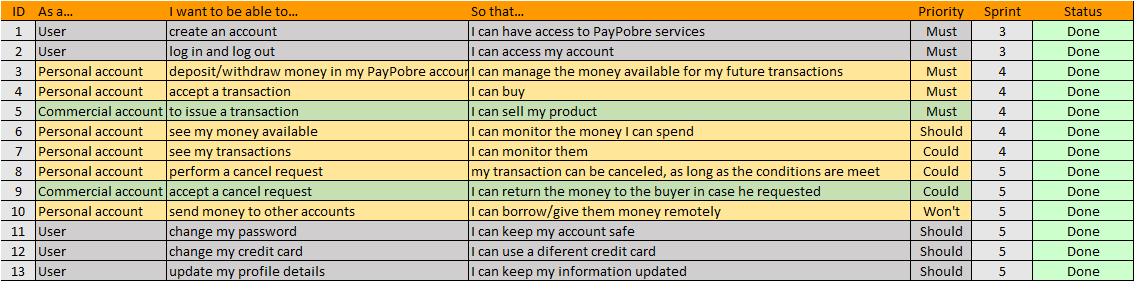 ID As a... I want to be able to... So that... Priority Sprint Status
1 User create an account I can have access to PayPobre services Must 3 Done
2 User log in and log out I can access my account Must 3 Done
3 Personal account deposit/withdraw money in my PayPobre accour I can manage the money available for my future transactions Must 4 Done
4 Personal account accept a transaction I can buy Must 4 Done
5 Commercial account to issue a transaction I can sell my product Must 4 Done
6 Personal account see my money available I can monitor the money I can spend Should 4 Done
7 Personal account see my transactions I can monitor them Could 4 Done
8 Personal account perform a cancel request my transaction can be canceled, as long as the conditions are meet Could 5 Done
9 Commercial account accept a cancel request I can return the money to the buyer in case he requested Could 5 Done
10 Personal account send money to other accounts I can borrow/give them money remotely Won't 5 Done
11 User change my password I can keep my account safe Should 5 Done
12 User change my credit card I can use a diferent credit card Should 5 Done
13 User update my profile details I can keep my information updated Should 5 Done